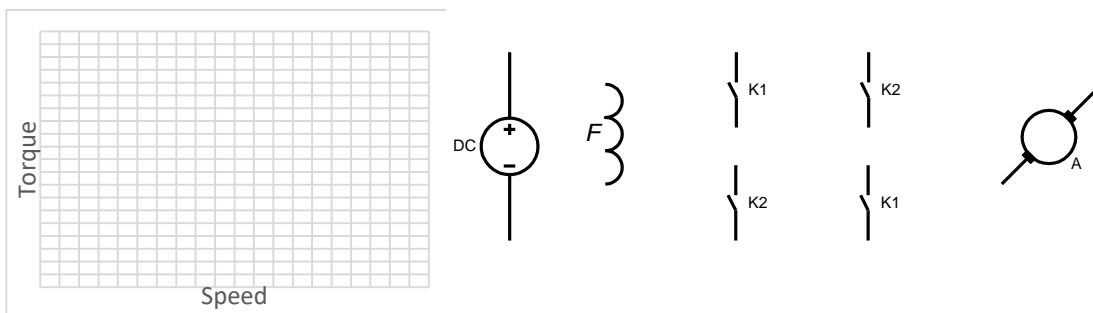 Torque
Speed
DC
+
−
F
K1
K2
K2
K1
A